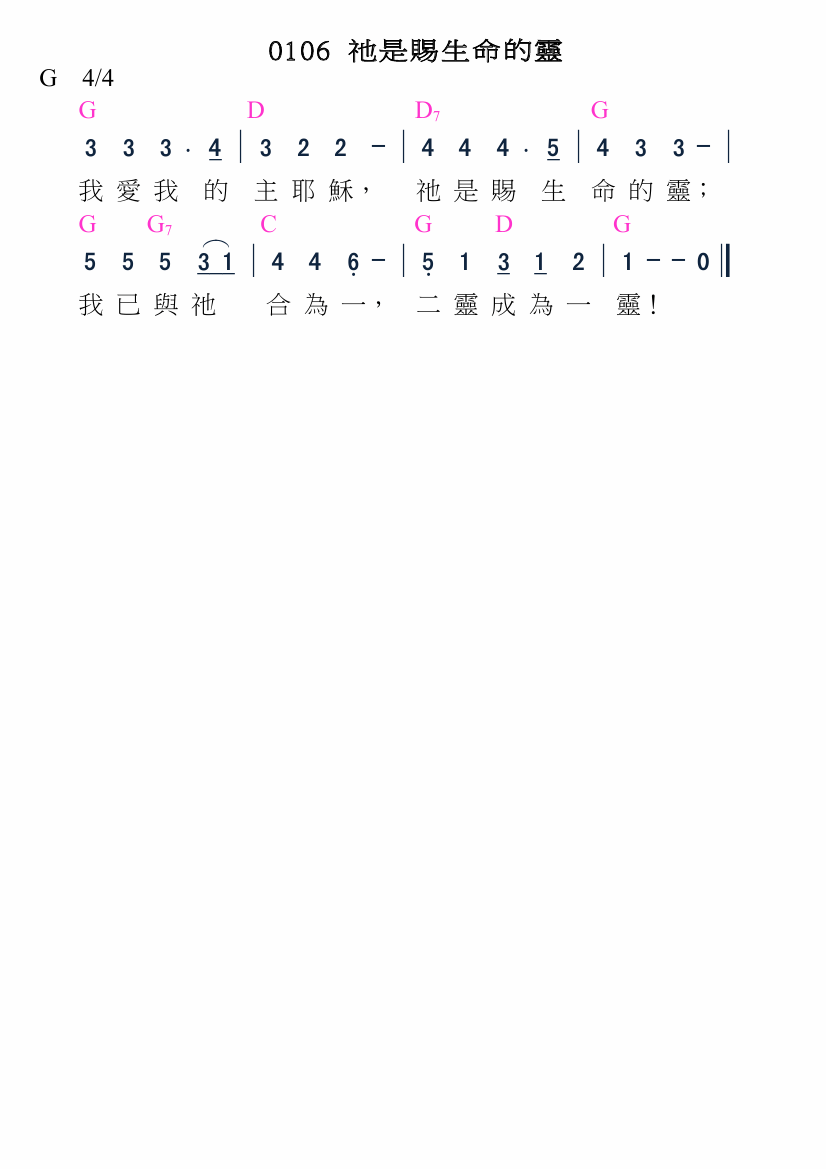 0106 祂是賜生命的靈
G 4/4
G D D7 G
3 3 3 · 4 | 3 2 2 － | 4 4 4 · 5 | 4 3 3 － |
我 愛 我 的 主 耶 穌， 祂 是 賜 生 命 的 靈；
G G7 C G D G
5 5 5 3 1 | 4 4 6 － | 5 1 3 1 2 | 1 － － 0 ‖
我 已 與 祂 合 為 一， 二 靈 成 為 一 靈！